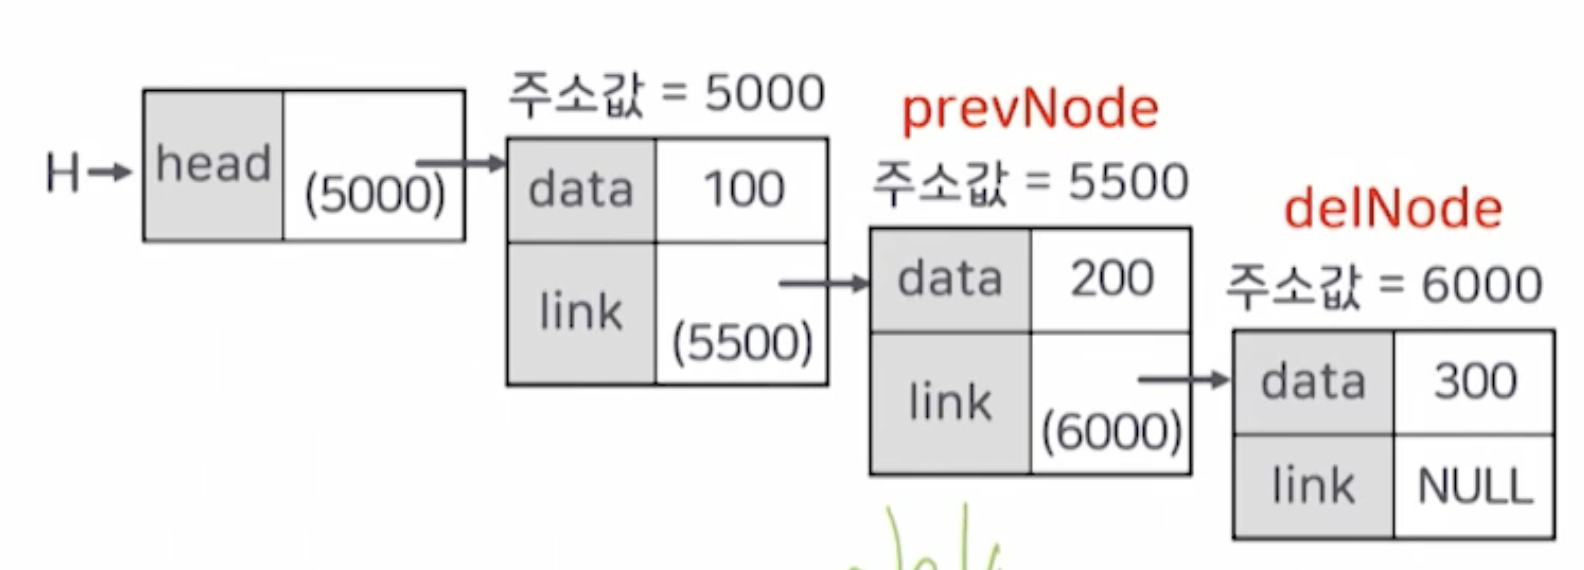 H
head
(5000)
주소값 = 5000
data
100
link
(5500)
prevNode
주소값 = 5500
data
200
link
(6000)
delNode
주소값 = 6000
data
300
link
NULL